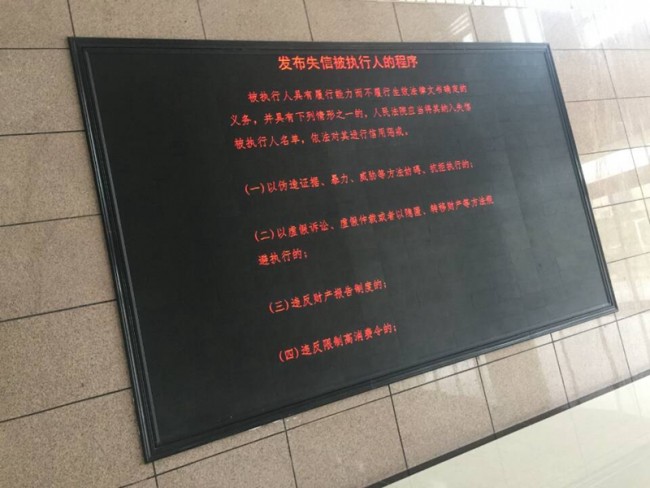 发布失信被执行人的程序
被执行人具有履行能力而不履行生效法律文书确定的
义务，并具有下列情形之一的，人民法院应当将其纳入失信
被执行人名单，依法对其进行信用惩戒。
(一)以伪造证据、暴力、威胁等方法妨碍、抗拒执行的；
(二)以虚假诉讼、虚假仲裁或者以隐匿、转移财产等方法规
避执行的；
(三)违反财产报告制度的；
(四)违反限制高消费令的；